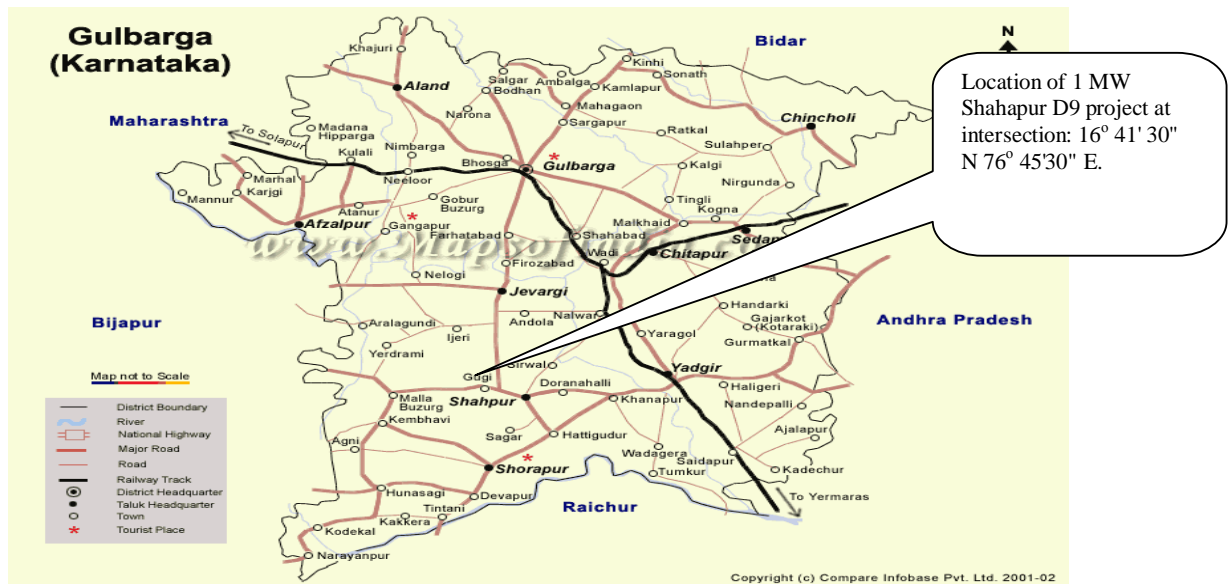 Gulbarga
(Karnataka)
N
Bidar
Maharashtra
Andhra Pradesh
Bijapur
Raichur
Location of 1 MW
Shahapur D9 project at
intersection: 16° 41' 30"
N 76° 45'30" E.
Khajuri
Aland
Salgar
Bodhan
Ambalga
Kinhi
Sonath
Kamlapur
Mahagaon
Narona
Sargapur
Chincholi
Ratkal
Sulahper
To Solapur
Madana
Hipparga
Kulali
Nimbarga
Bhosga
Gulbarga
Kalgi
Nirgunda
Marhal
Karjgi
Mannur
Neeloor
Gobur
Buzurg
Tingli
Kogna
Atanur
Afzalpur
Gangapur
Farhatabad
Shahabad
Malkhaid
Sedam
www.Mapsofindia.co
Wadi
Chitapur
Firozabad
Nelogi
Jevargi
Handarki
Gajarkot
(Kotaraki)
Gurmatkal
Aralagundi
Ijeri
Andola
Nalwar
Yaragol
Yerdrami
Sirwal
Yadgir
Gugi
Doranahalli
Haligeri
Malla
Buzurg
Shahpur
Khanapur
Nandepalli
Kembhavi
Agni
Sagar
Hattigudur
Ajalapur
Wadagera
Saidapur
Shorapur
Tumkur
Kadechur
Hunasagi
Devapur
To Yermaras
Tintani
Kakkera
Kodekal
Narayanpur
Map not to Scale
District Boundary
River
National Highway
Major Road
Road
Railway Track
District Headquarter
Taluk Headquarter
Town
Tourist Place
Copyright (c) Compare Infobase Pvt. Ltd. 2001-02